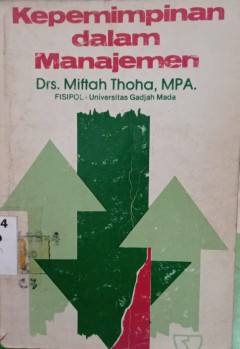 Kepemimpinan
dalam
Manajemen
Drs. Miftah Thoha, MPA.
FISIPOL - Universitas Gadjah Mada